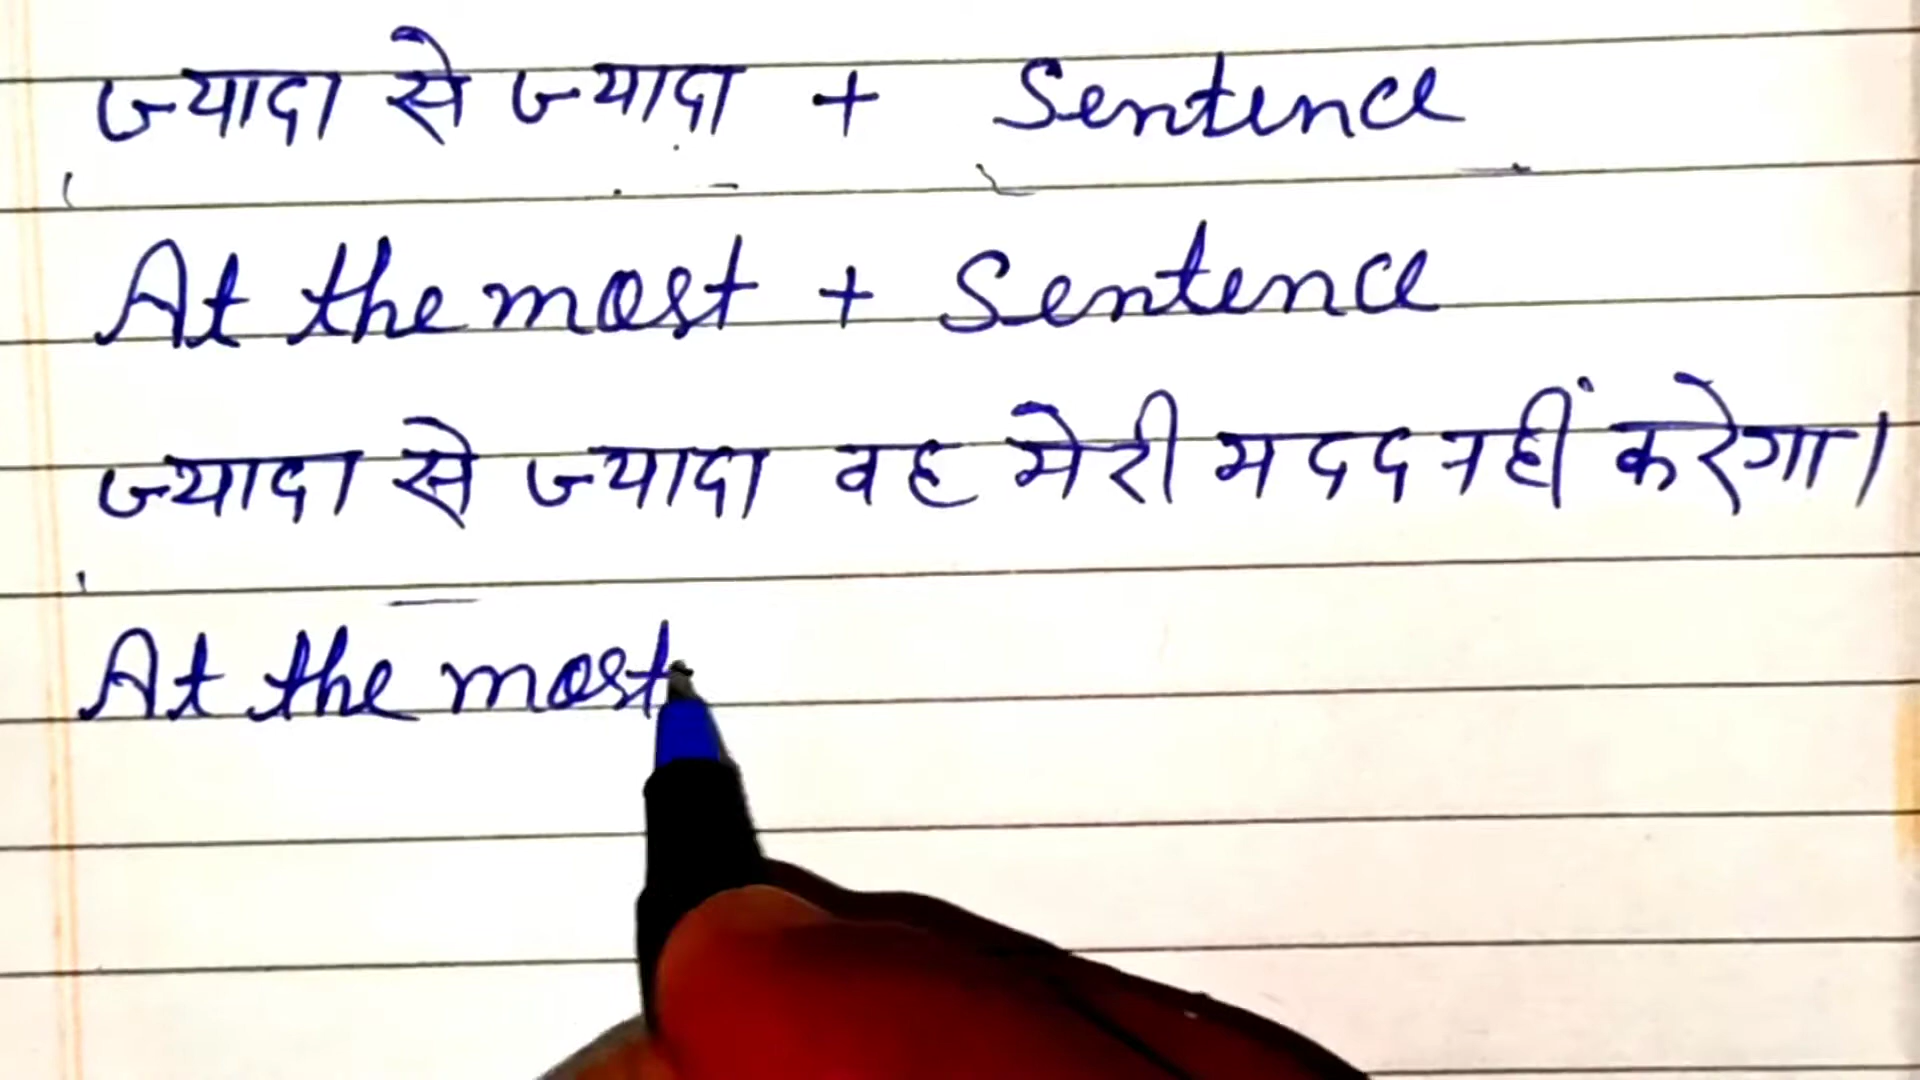 ज्यादा से ज्यादा + Sentence
At the most + Sentence
ज्यादा से ज्यादा वह मेरी मदद नहीं करेगा।
At the most